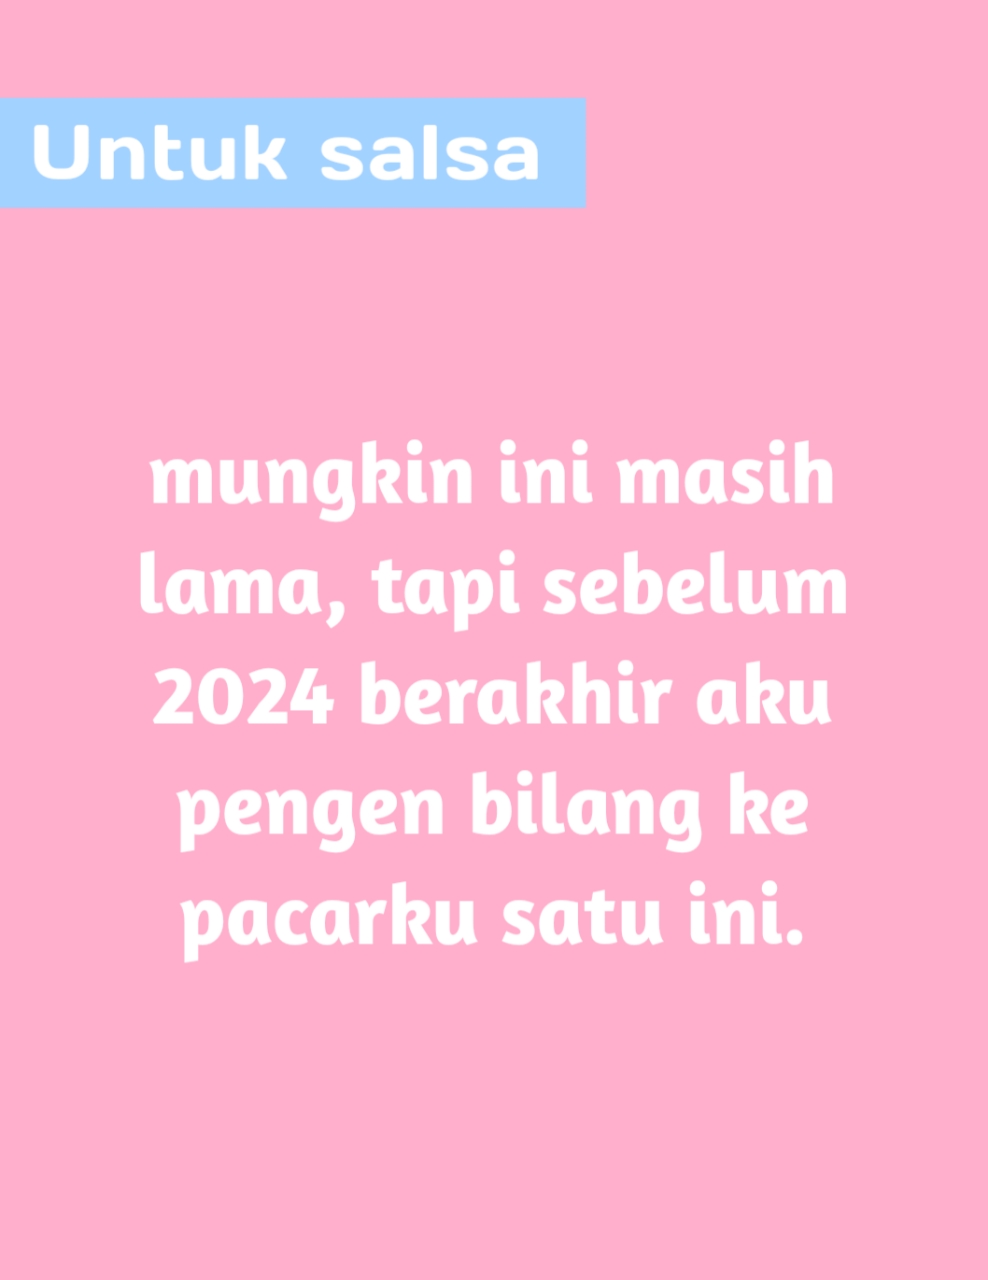 Untuk salsa
mungkin ini masih
lama, tapi sebelum
2024 berakhir aku
pengen bilang ke
pacarku satu ini.